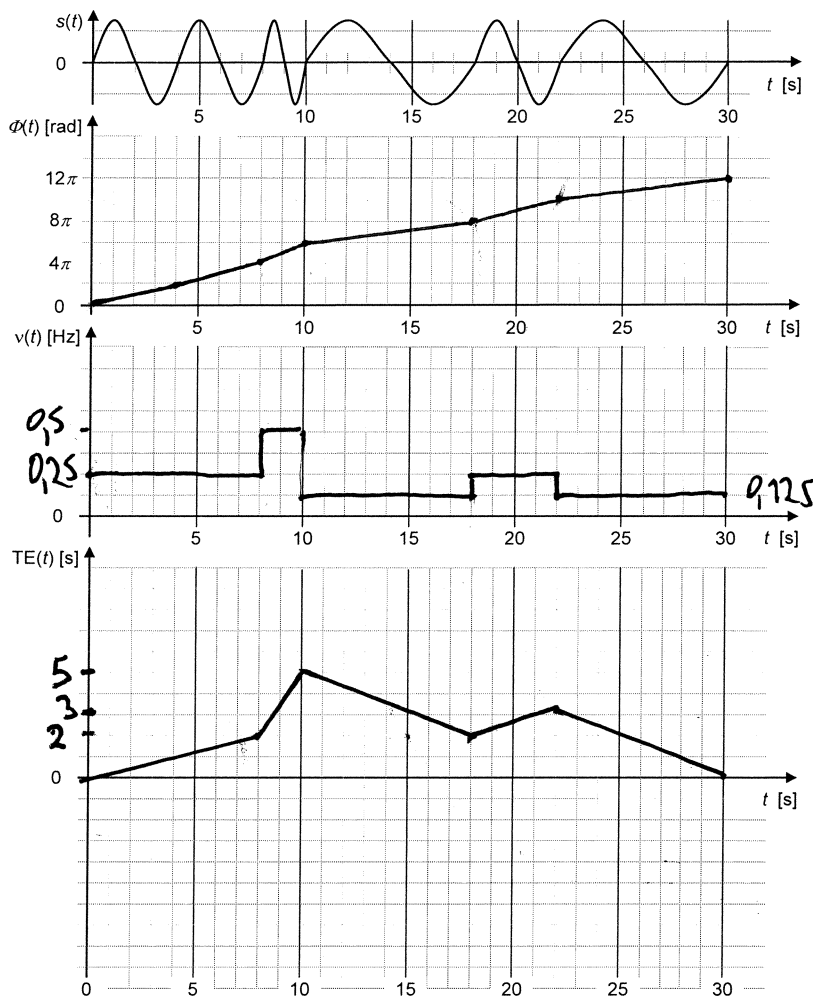 s(t)
0
t [s]
5 10 15 20 25 30
Φ(t) [rad]
12π
8π
4π
0
5 10 15 20 25 30 t [s]
ν(t) [Hz]
0,5
0,25
0,125
0
5 10 15 20 25 30 t [s]
TE(t) [s]
5
3
2
0
t [s]
0 5 10 15 20 25 30